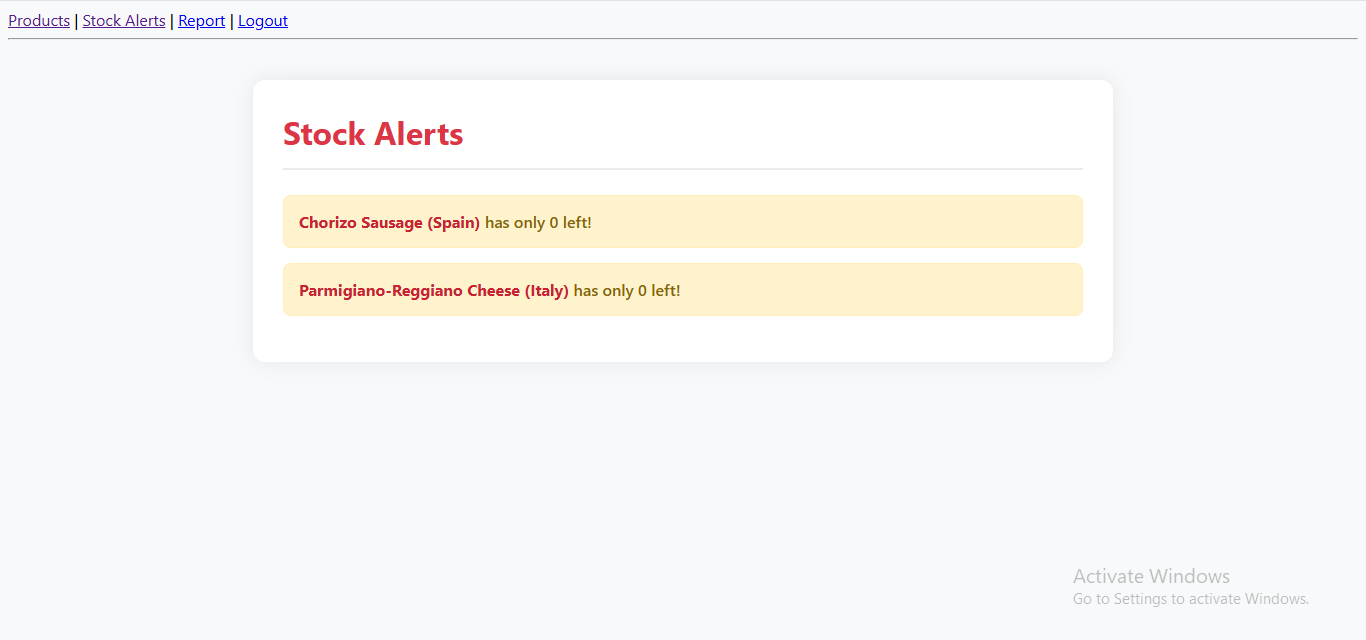 Products | Stock Alerts | Report | Logout
Stock Alerts
Chorizo Sausage (Spain) has only 0 left!
Parmigiano-Reggiano Cheese (Italy) has only 0 left!
Activate Windows
Go to Settings to activate Windows.